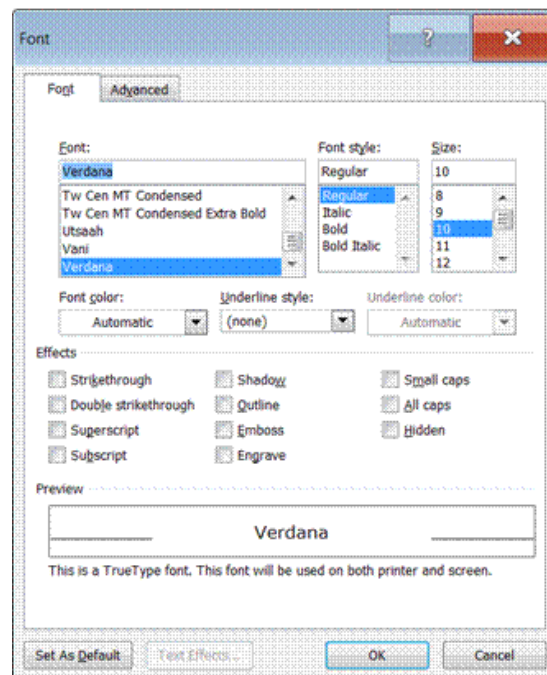 Font
?
Font Advanced
Font: Font style: Size:
Verdana Regular 10
Tw Cen MT Condensed Regular 8
Tw Cen MT Condensed Extra Bold Italic 9
Utsaah Bold 10
Vani Bold Italic 11
Verdana 12
Font color: Underline style: Underline color:
Automatic (none) Automatic
Effects
Strikethrough Shadow Small caps
Double strikethrough Outline All caps
Superscript Emboss Hidden
Subscript Engrave
Preview
Verdana
This is a TrueType font. This font will be used on both printer and screen.
Set As Default Text Effects... OK Cancel